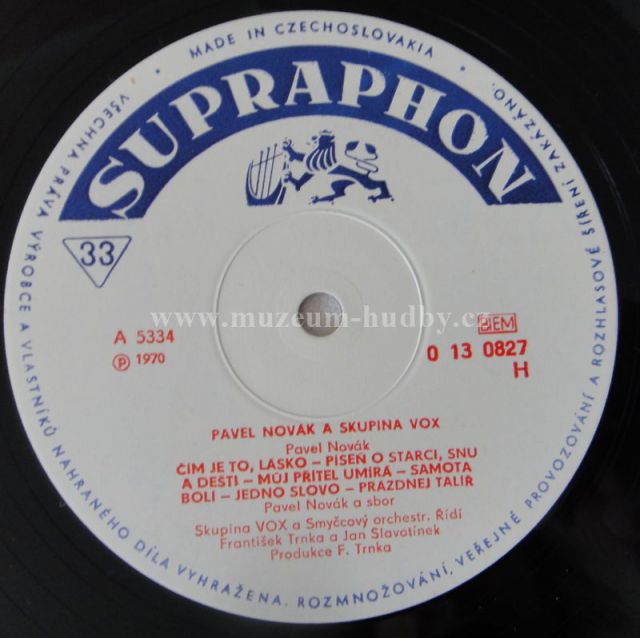 MADE IN CZECHOSLOVAKIA
SUPRAPHON
33
www.muzeum-hudby.cz
A 5334
℗ 1970
BIEM
0 13 0827
H
PAVEL NOVÁK A SKUPINA VOX
Pavel Novák
ČÍM JE TO, LÁSKO – PÍSEŇ O STARCI, SNU
A DEŠTI – MŮJ PŘÍTEL UMÍRÁ – SAMOTA
BOLÍ – JEDNO SLOVO – PRÁZDNEJ TALÍŘ
Pavel Novák a sbor
Skupina VOX a Smyčcový orchestr. Řídí
František Trnka a Jan Slavotínek
Produkce F. Trnka
VŠECHNA PRÁVA VÝROBCE A VLASTNÍKŮ NAHRANÉHO DÍLA VYHRAŽENA. ROZMNOŽOVÁNÍ, VEŘEJNÉ PROVOZOVÁNÍ A ROZHLASOVÉ ŠÍŘENÍ ZAKÁZÁNO.